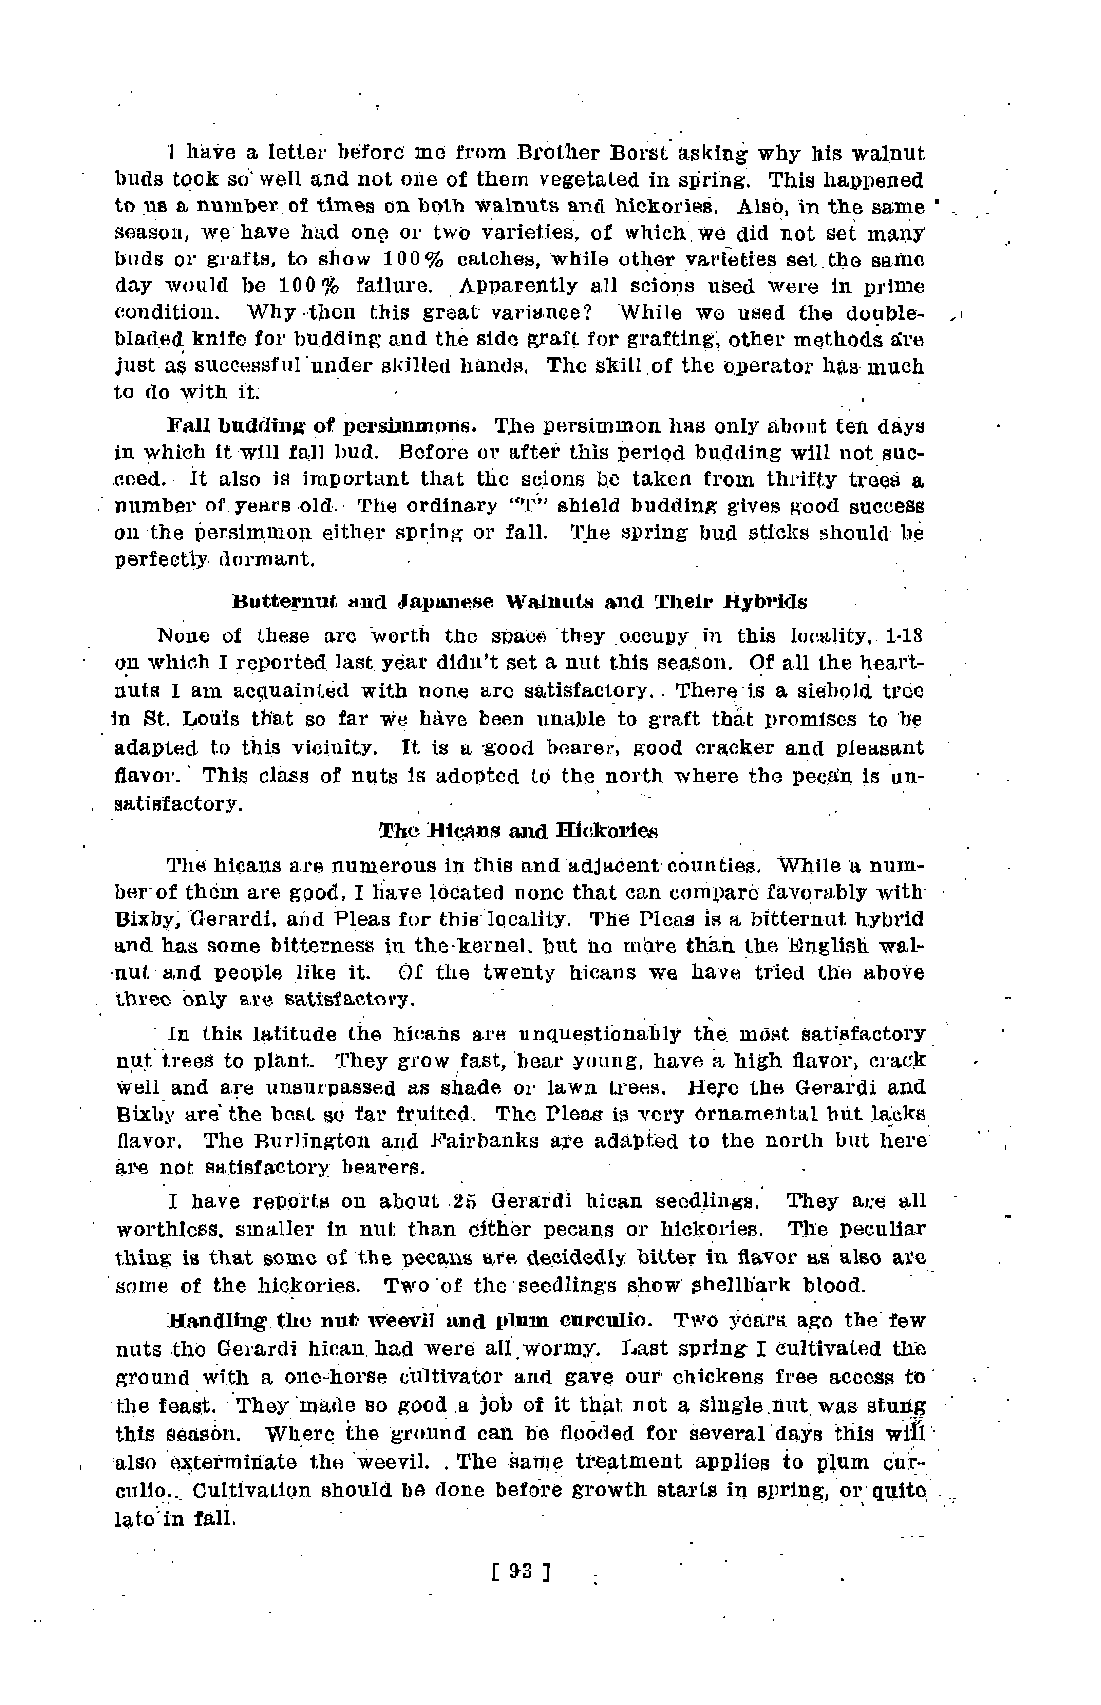 I have a letter before me from Brother Borst asking why his walnut
buds took so well and not one of them vegetated in spring. This happened
to us a number of times on both walnuts and hickories. Also, in the same
season, we have had one or two varieties, of which we did not set many
buds or grafts, to show 100% catches, while other varieties set the same
day would be 100% failure. Apparently all scions used were in prime
condition. Why then this great variance? While we used the double-
bladed knife for budding and the side graft for grafting, other methods are
just as successful under skilled hands. The skill of the operator has much
to do with it.
Fall budding of persimmons. The persimmon has only about ten days
in which it will fall bud. Before or after this period budding will not suc-
ceed. It also is important that the scions be taken from thrifty trees a
number of years old. The ordinary "T" shield budding gives good success
on the persimmon either spring or fall. The spring bud sticks should be
perfectly dormant.
Butternut and Japanese Walnuts and Their Hybrids
None of these are worth the space they occupy in this locality, 1-18
on which I reported last year didn't set a nut this season. Of all the heart-
nuts I am acquainted with none are satisfactory. There is a siebold tree
in St. Louis that so far we have been unable to graft that promises to be
adapted to this vicinity. It is a good bearer, good cracker and pleasant
flavor. This class of nuts is adopted to the north where the pecan is un-
satisfactory.
The Hicans and Hickories
The hicans are numerous in this and adjacent counties. While a num-
ber of them are good, I have located none that can compare favorably with
Bixby, Gerardi, and Pleas for this locality. The Pleas is a bitternut hybrid
and has some bitterness in the kernel, but no more than the English wal-
nut and people like it. Of the twenty hicans we have tried the above
three only are satisfactory.
In this latitude the hicans are unquestionably the most satisfactory
nut trees to plant. They grow fast, bear young, have a high flavor, crack
well and are unsurpassed as shade or lawn trees. Here the Gerardi and
Bixby are the best so far fruited. The Pleas is very ornamental but lacks
flavor. The Burlington and Fairbanks are adapted to the north but here
are not satisfactory bearers.
I have reports on about 25 Gerardi hican seedlings. They are all
worthless, smaller in nut than either pecans or hickories. The peculiar
thing is that some of the pecans are decidedly bitter in flavor as also are
some of the hickories. Two of the seedlings show shellbark blood.
Handling the nut weevil and plum curculio. Two years ago the few
nuts the Gerardi hican had were all wormy. Last spring I cultivated the
ground with a one-horse cultivator and gave our chickens free access to
the feast. They made so good a job of it that not a single nut was stung
this season. Where the ground can be flooded for several days this will
also exterminate the weevil. The same treatment applies to plum cur-
culio. Cultivation should be done before growth starts in spring, or quite
late in fall.
[ 93 ]